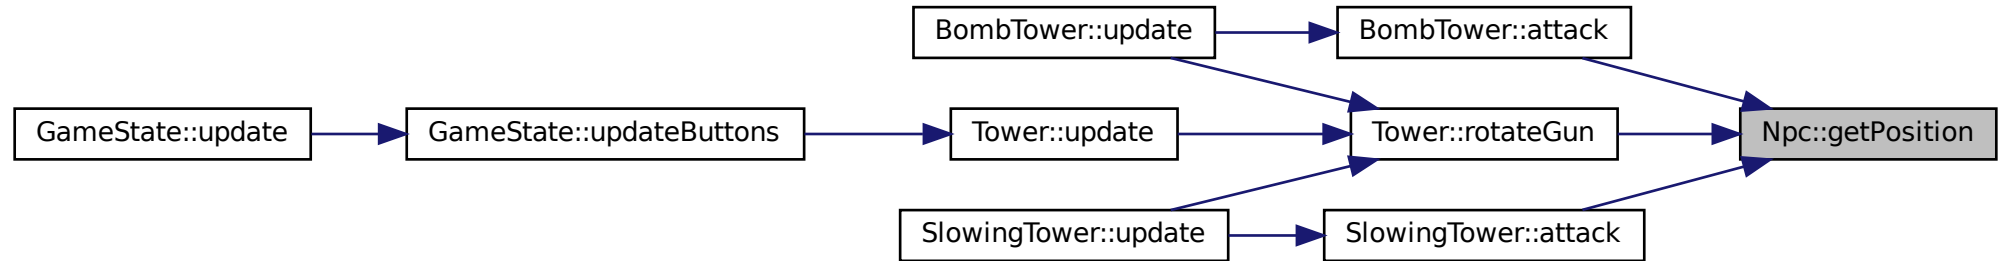 BombTower::update
BombTower::attack
GameState::update
GameState::updateButtons
Tower::update
Tower::rotateGun
Npc::getPosition
SlowingTower::update
SlowingTower::attack